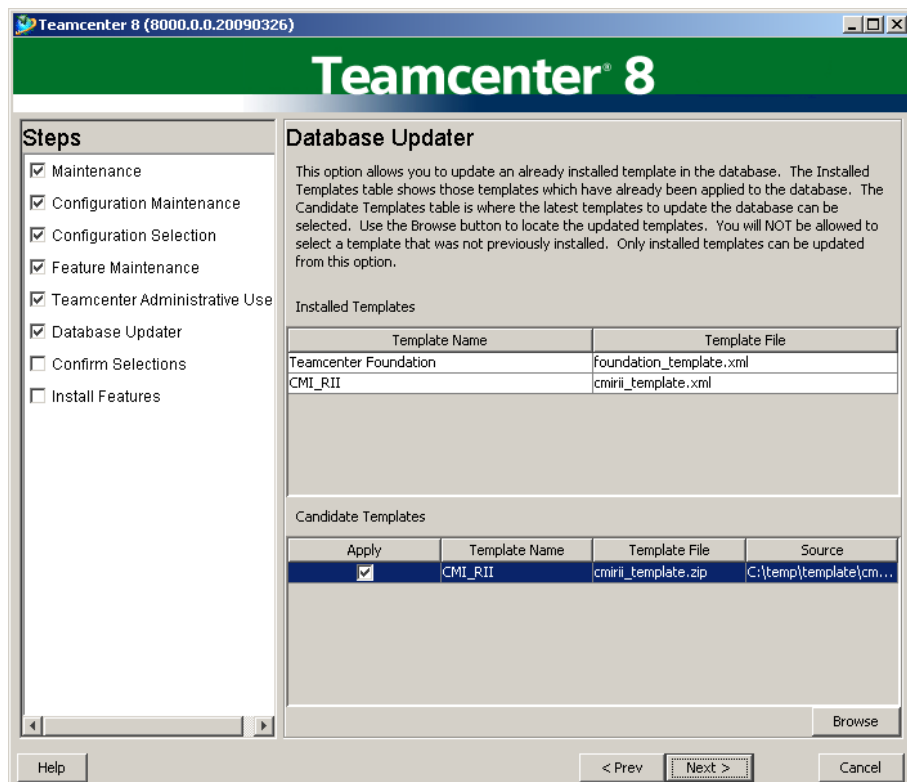 Teamcenter 8 (8000.0.0.20090326)
Teamcenter® 8
Steps
Maintenance
Configuration Maintenance
Configuration Selection
Feature Maintenance
Teamcenter Administrative Use
Database Updater
Confirm Selections
Install Features
Database Updater
This option allows you to update an already installed template in the database. The Installed
Templates table shows those templates which have already been applied to the database. The
Candidate Templates table is where the latest templates to update the database can be
selected. Use the Browse button to locate the updated templates. You will NOT be allowed to
select a template that was not previously installed. Only installed templates can be updated
from this option.
Installed Templates
Template Name Template File
Teamcenter Foundation foundation_template.xml
CMI_RII cmirii_template.xml
Candidate Templates
Apply Template Name Template File Source
CMI_RII cmirii_template.zip C:\temp\template\cm...
Browse
Help < Prev Next > Cancel